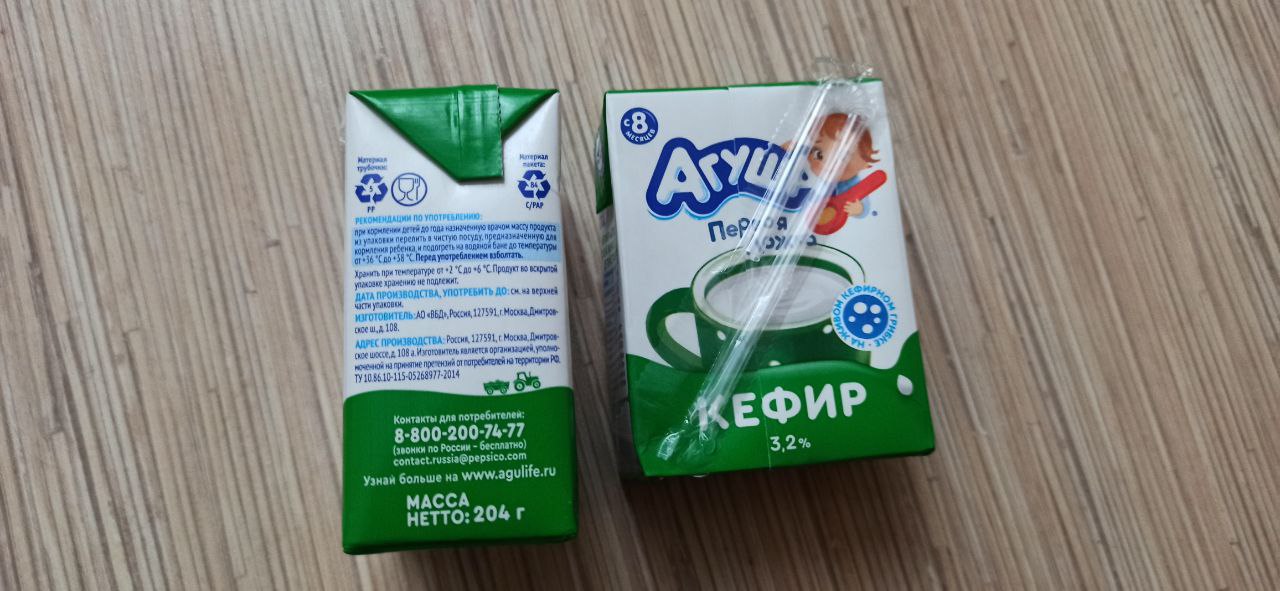 Материал
трубочки:
5
PP
Материал
пакета:
84
C/PAP
РЕКОМЕНДАЦИИ ПО УПОТРЕБЛЕНИЮ:
при кормлении детей до года назначенную врачом массу продукта
из упаковки перелить в чистую посуду, предназначенную для
кормления ребенка, и подогреть на водяной бане до температуры
от +36 °С до +38 °С. Перед употреблением взболтать.
Хранить при температуре от +2 °С до +6 °С. Продукт во вскрытой
упаковке хранению не подлежит.
ДАТА ПРОИЗВОДСТВА, УПОТРЕБИТЬ ДО: см. на верхней
части упаковки.
ИЗГОТОВИТЕЛЬ: АО «ВБД», Россия, 127591, г. Москва, Дмитров-
ское ш., д. 108.
АДРЕС ПРОИЗВОДСТВА: Россия, 127591, г. Москва, Дмитров-
ское шоссе, д. 108 а. Изготовитель является организацией, уполно-
моченной на принятие претензий от потребителей на территории РФ.
ТУ 10.86.10-115-05268977-2014
Контакты для потребителей:
8-800-200-74-77
(звонки по России – бесплатно)
contact.russia@pepsico.com
Узнай больше на www.agulife.ru
МАССА
НЕТТО: 204 г
с 8
МЕСЯЦЕВ
АГУША
Первая
ложка
НА ЖИВОМ КЕФИРНОМ ГРИБКЕ
КЕФИР
3,2%